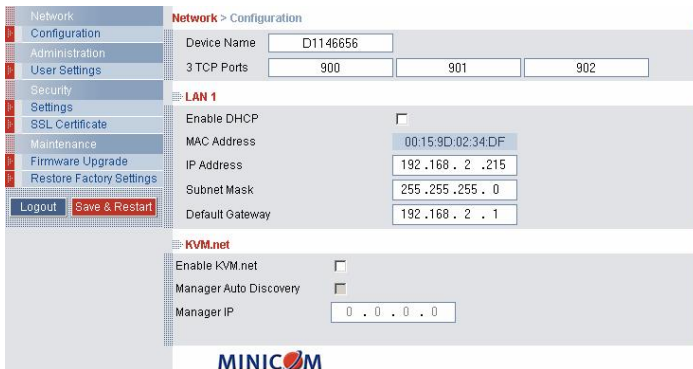 Network
Configuration
Administration
User Settings
Security
Settings
SSL Certificate
Maintenance
Firmware Upgrade
Restore Factory Settings
Logout Save & Restart
Network > Configuration
Device Name D1146656
3 TCP Ports 900 901 902
LAN 1
Enable DHCP
MAC Address 00:15:9D:02:34:DF
IP Address 192 .168 . 2 .215
Subnet Mask 255 .255 .255 . 0
Default Gateway 192 .168 . 2 . 1
KVM.net
Enable KVM.net
Manager Auto Discovery
Manager IP 0 . 0 . 0 . 0
MINICOM